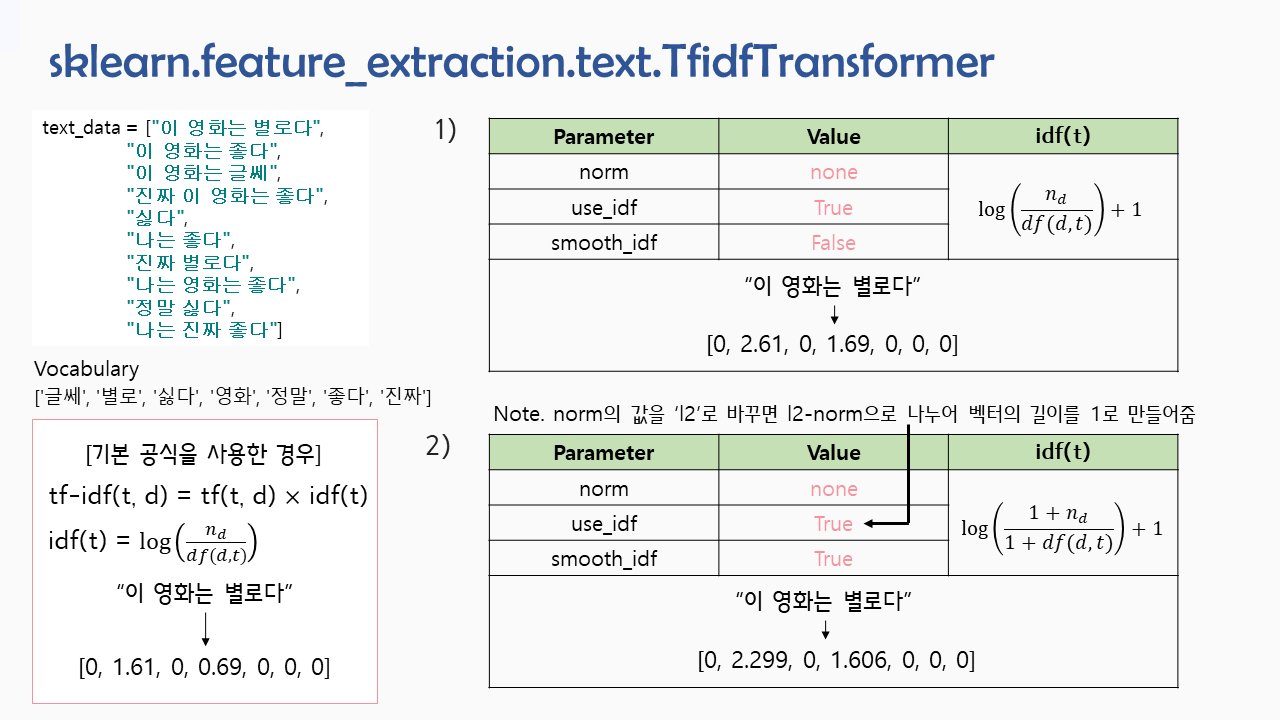 sklearn.feature_extraction.text.TfidfTransformer
text_data = ["이 영화는 별로다",
"이 영화는 좋다",
"이 영화는 글쎄",
"진짜 이 영화는 좋다",
"싫다",
"나는 좋다",
"진짜 별로다",
"나는 영화는 좋다",
"정말 싫다",
"나는 진짜 좋다"]
Vocabulary
['글쎄', '별로', '싫다', '영화', '정말', '좋다', '진짜']
[기본 공식을 사용한 경우]
tf-idf(t, d) = tf(t, d) × idf(t)
idf(t) = log(n_d / df(d,t))
“이 영화는 별로다”
[0, 1.61, 0, 0.69, 0, 0, 0]
1)
Parameter Value idf(t)
norm none
use_idf True
smooth_idf False
log(n_d / df(d,t)) + 1
“이 영화는 별로다”
[0, 2.61, 0, 1.69, 0, 0, 0]
Note. norm의 값을 ‘l2’로 바꾸면 l2-norm으로 나누어 벡터의 길이를 1로 만들어줌
2)
Parameter Value idf(t)
norm none
use_idf True
smooth_idf True
log((1 + n_d) / (1 + df(d,t))) + 1
“이 영화는 별로다”
[0, 2.299, 0, 1.606, 0, 0, 0]